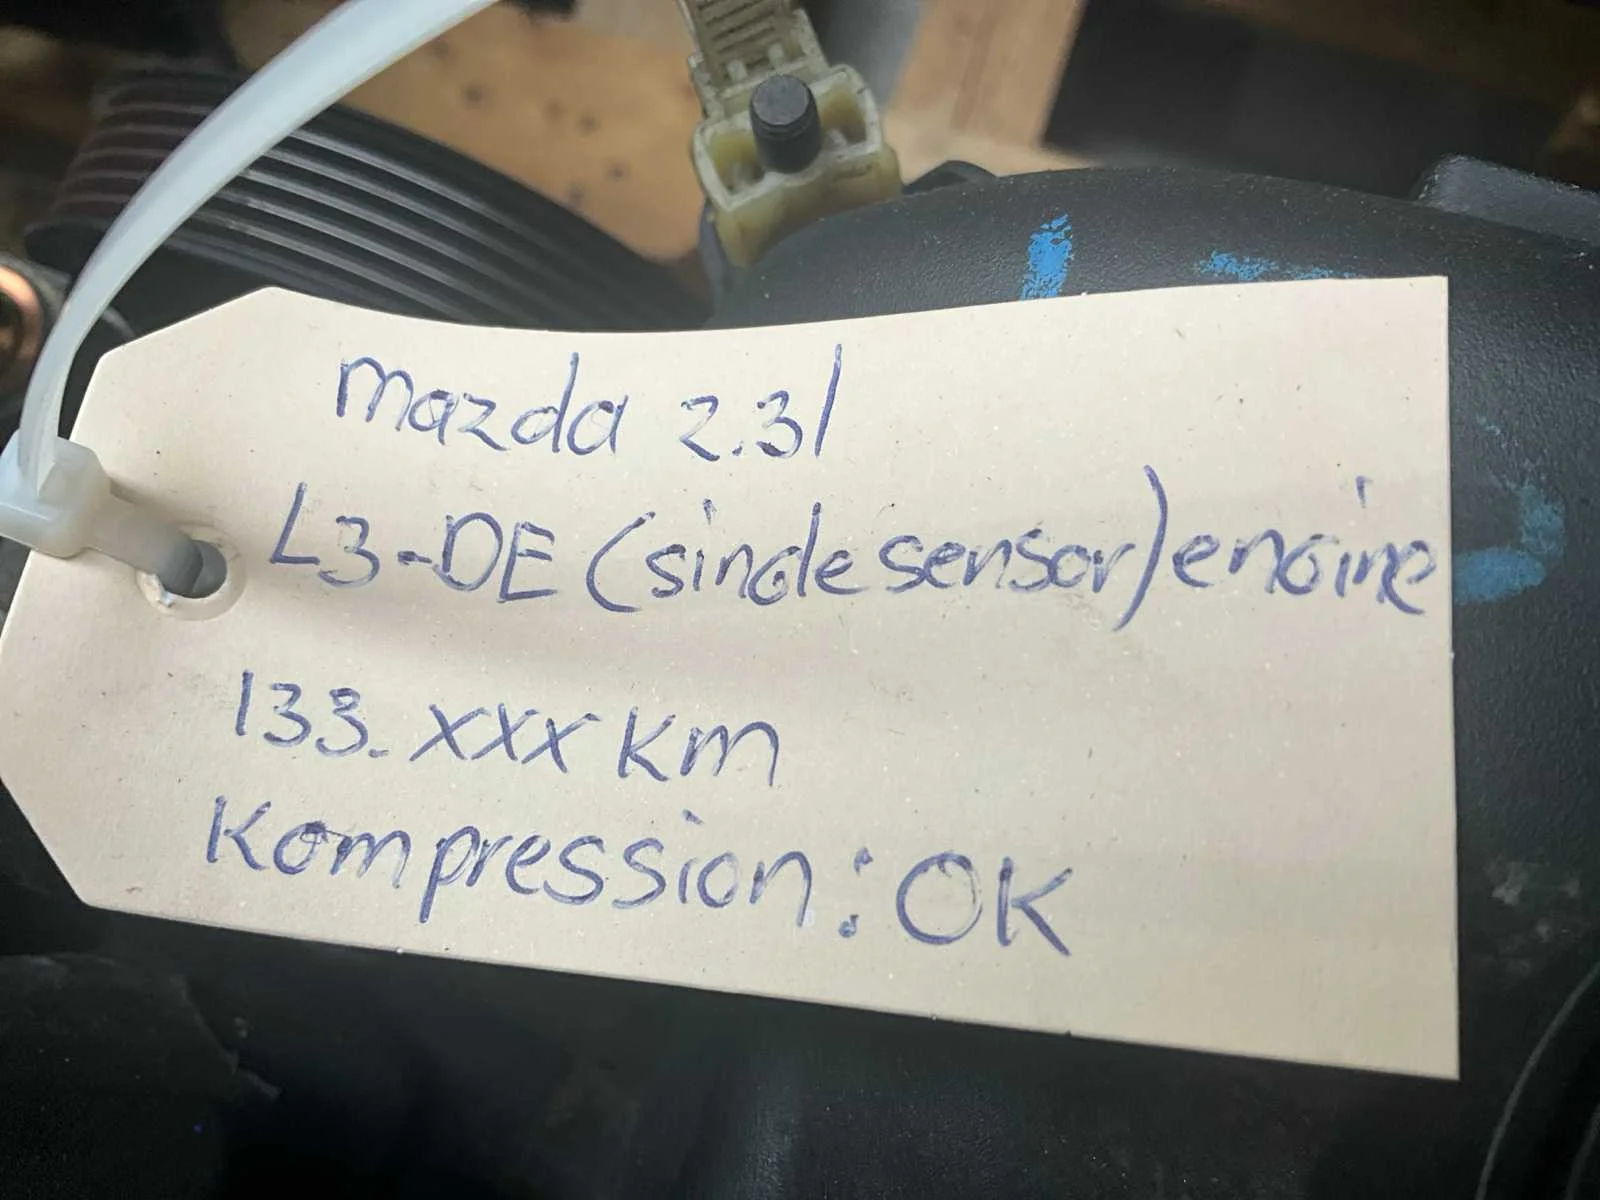 Mazda 2.3l
L3-DE (single sensor) engine
133.xxx km
Kompression: OK